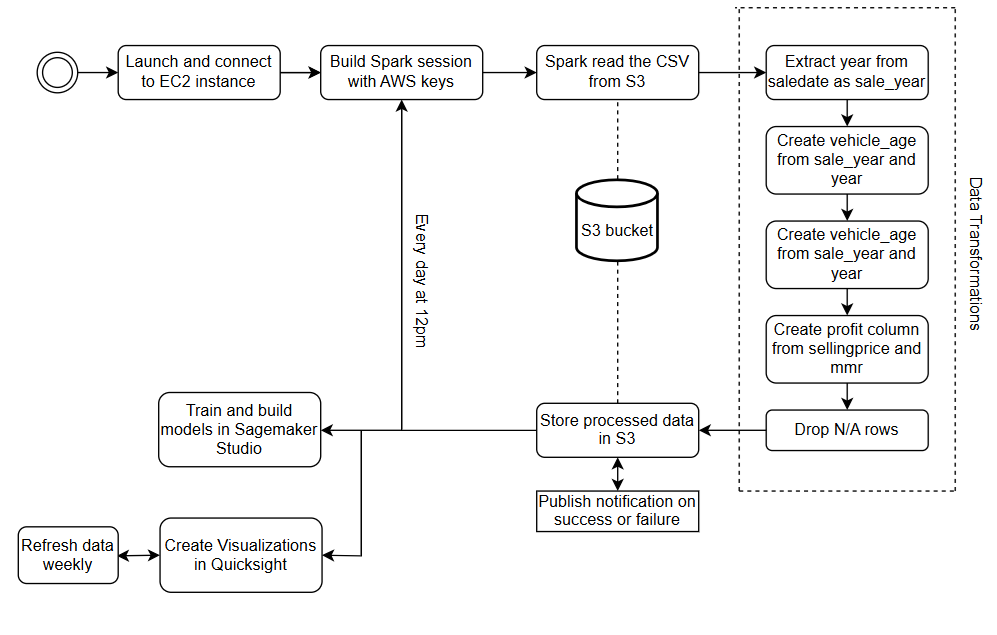 Launch and connect
to EC2 instance
Build Spark session
with AWS keys
Spark read the CSV
from S3
Extract year from
saledate as sale_year
Create vehicle_age
from sale_year and
year
Create vehicle_age
from sale_year and
year
Create profit column
from sellingprice and
mmr
Drop N/A rows
Data Transformations
S3 bucket
Every day at 12pm
Store processed data
in S3
Publish notification on
success or failure
Train and build
models in Sagemaker
Studio
Create Visualizations
in Quicksight
Refresh data
weekly